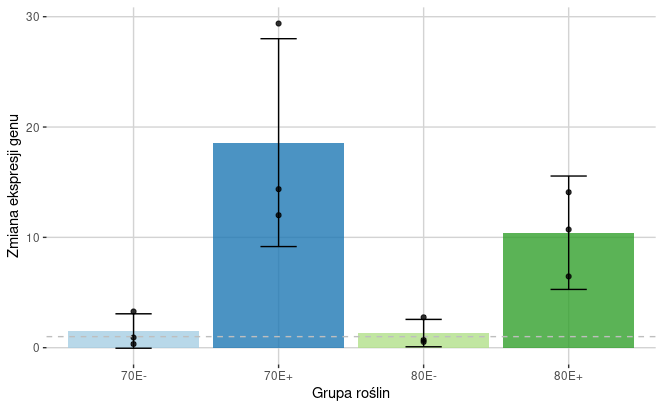 Zmiana ekspresji genu
30
20
10
0
70E-
70E+
80E-
80E+
Grupa roślin